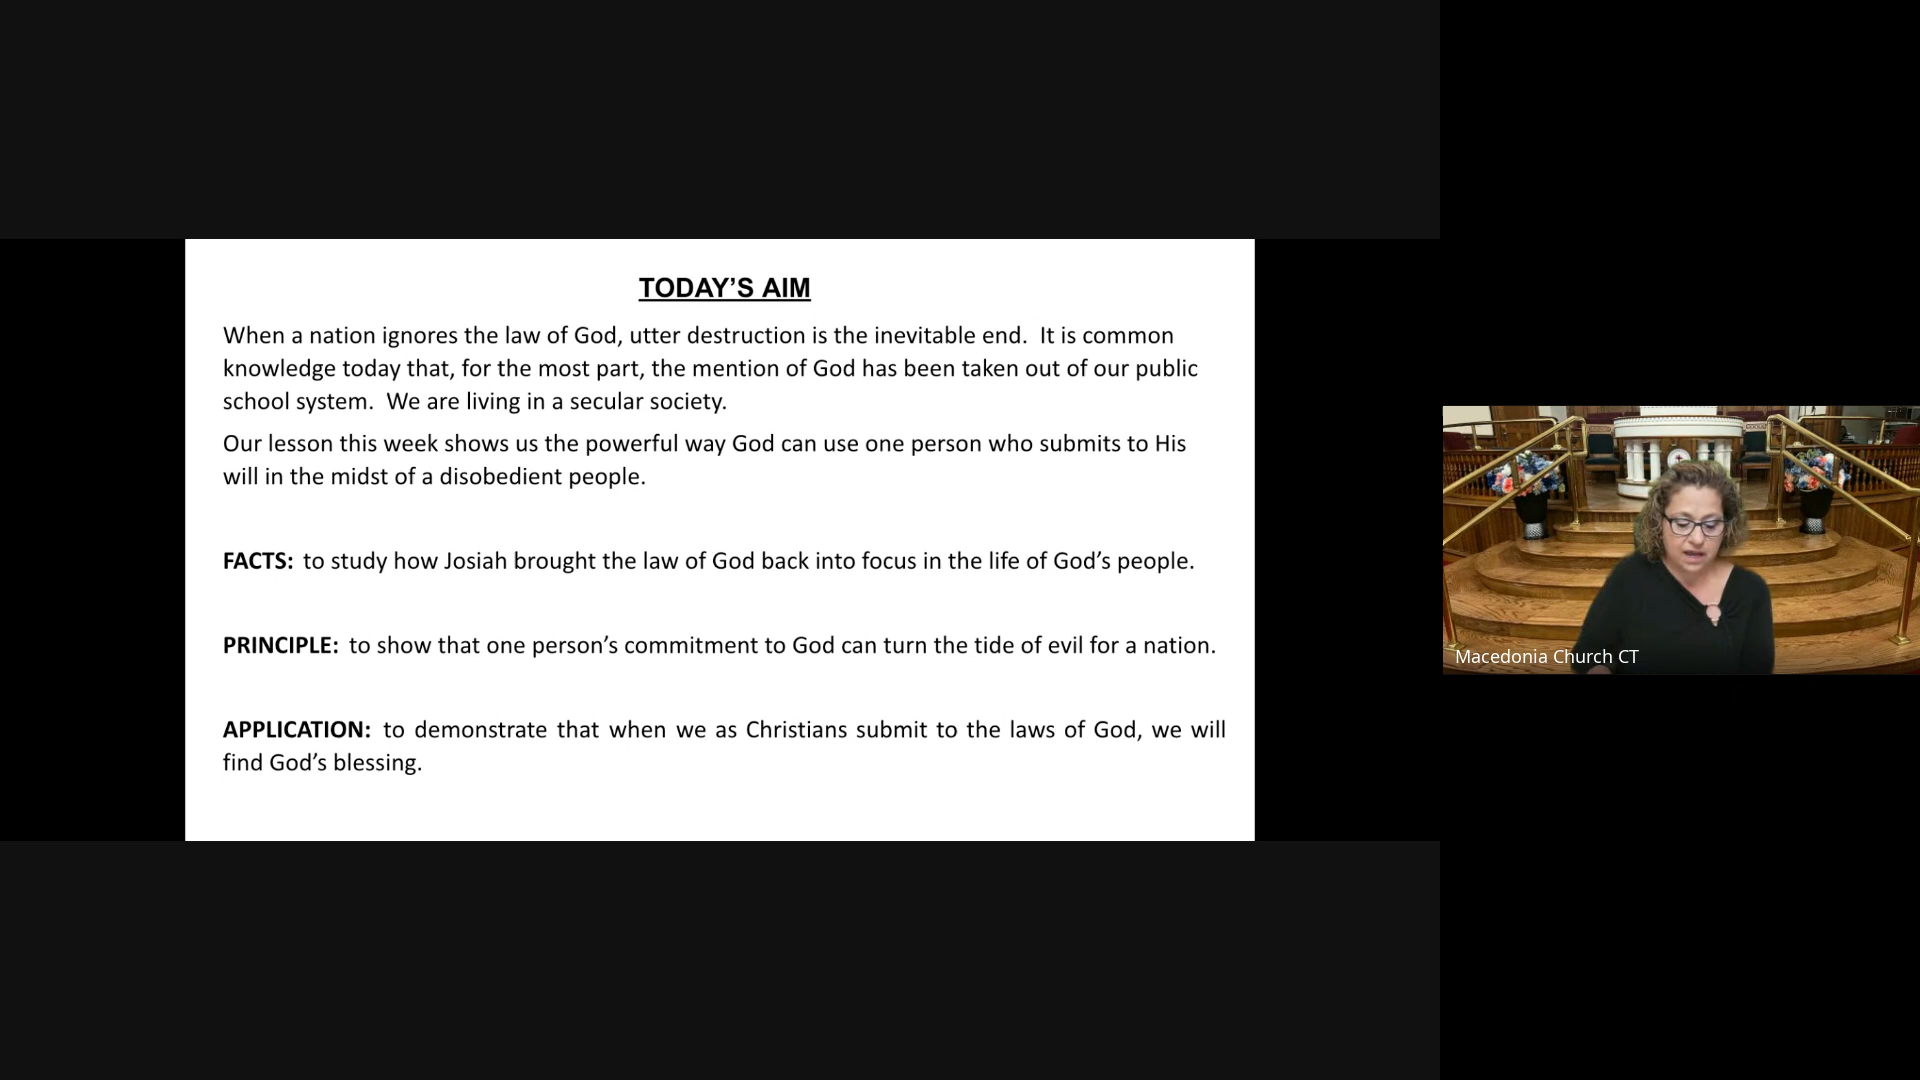 TODAY’S AIM
When a nation ignores the law of God, utter destruction is the inevitable end.  It is common
knowledge today that, for the most part, the mention of God has been taken out of our public
school system.  We are living in a secular society.
Our lesson this week shows us the powerful way God can use one person who submits to His
will in the midst of a disobedient people.
FACTS: to study how Josiah brought the law of God back into focus in the life of God’s people.
PRINCIPLE: to show that one person’s commitment to God can turn the tide of evil for a nation.
APPLICATION: to demonstrate that when we as Christians submit to the laws of God, we will
find God’s blessing.
Macedonia Church CT